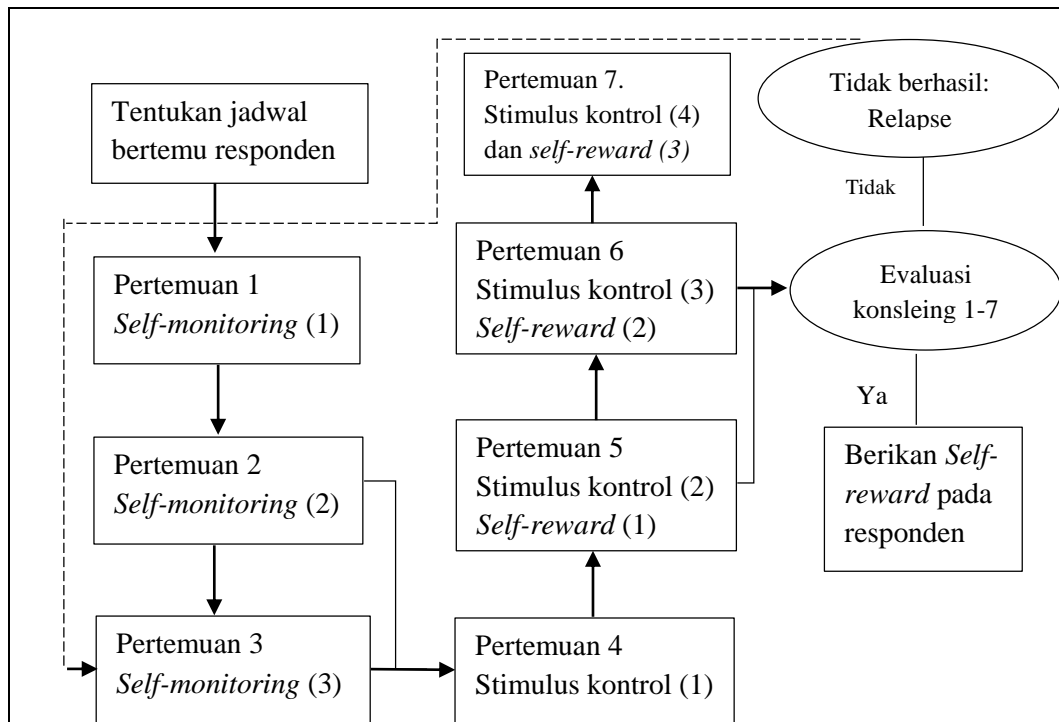 Tentukan jadwal
bertemu responden
Pertemuan 1
Self-monitoring (1)
Pertemuan 2
Self-monitoring (2)
Pertemuan 3
Self-monitoring (3)
Pertemuan 4
Stimulus kontrol (1)
Pertemuan 5
Stimulus kontrol (2)
Self-reward (1)
Pertemuan 6
Stimulus kontrol (3)
Self-reward (2)
Pertemuan 7.
Stimulus kontrol (4)
dan self-reward (3)
Evaluasi
konsleing 1-7
Tidak
Tidak berhasil:
Relapse
Ya
Berikan Self-
reward pada
responden